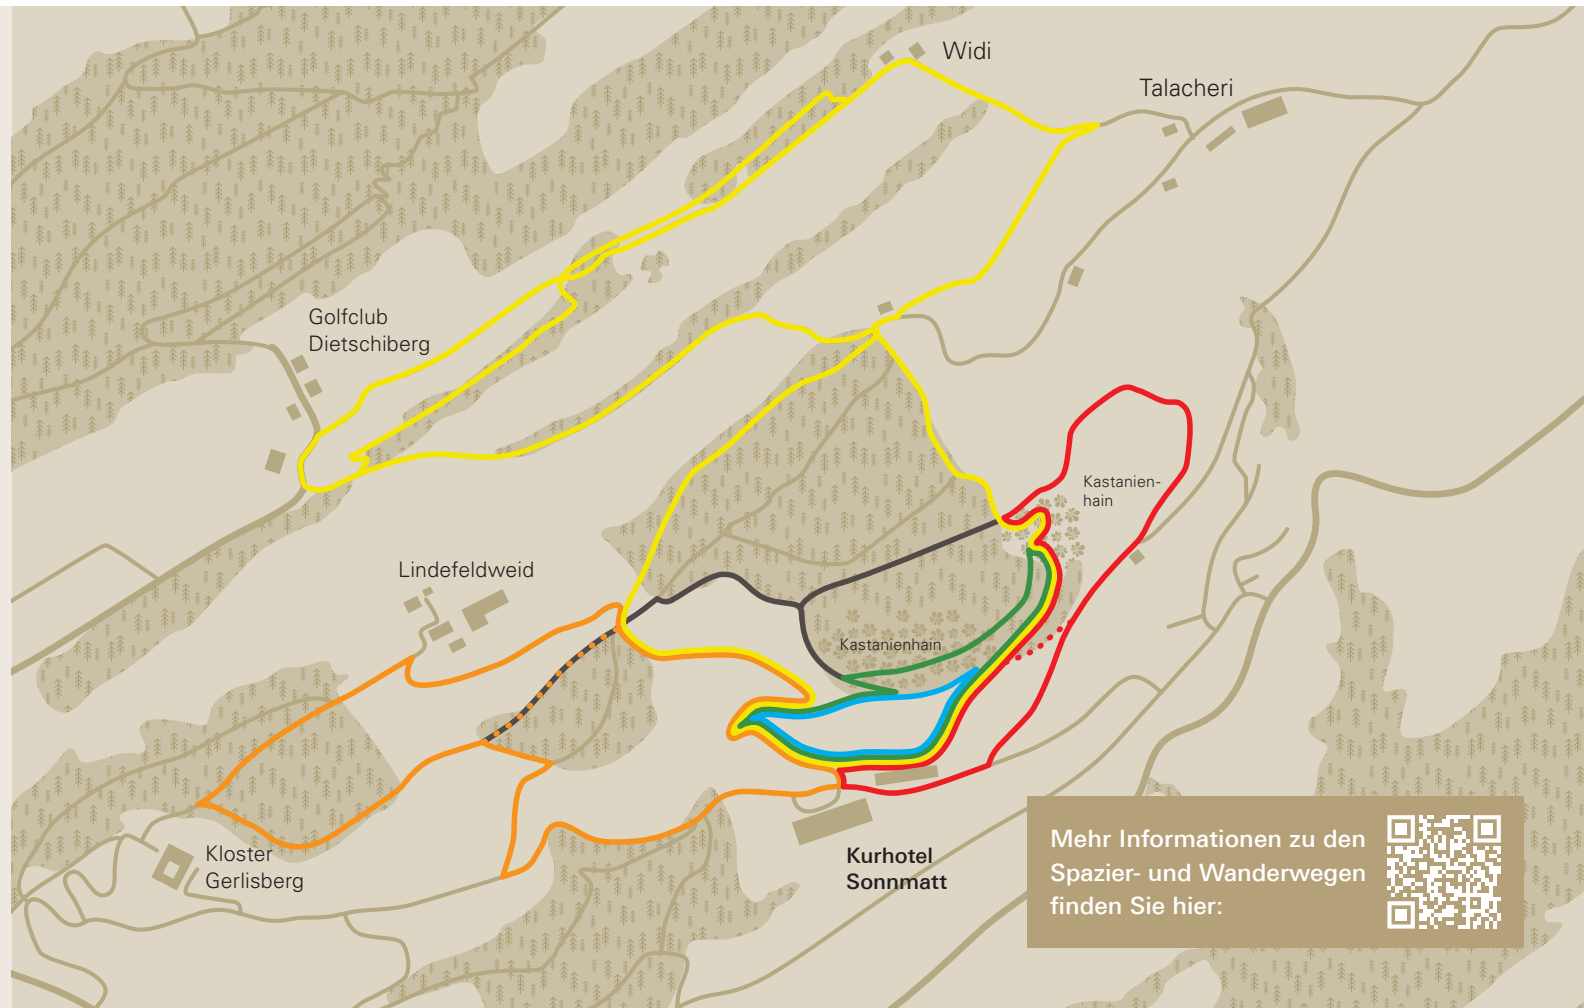 Widi
Talacheri
Golfclub
Dietschiberg
Kastanien-
hain
Lindefeldweid
Kastanienhain
Kloster
Gerlisberg
Kurhotel
Sonnmatt
Mehr Informationen zu den
Spazier- und Wanderwegen
finden Sie hier: